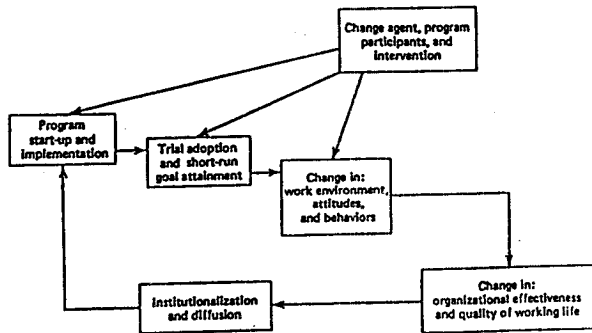 Change agent, program
participants, and
intervention
Program
start-up and
implementation
Trial adoption
and short-run
goal attainment
Change in:
work environment,
attitudes,
and behaviors
Change in:
organizational effectiveness
and quality of working life
Institutionalization
and diffusion